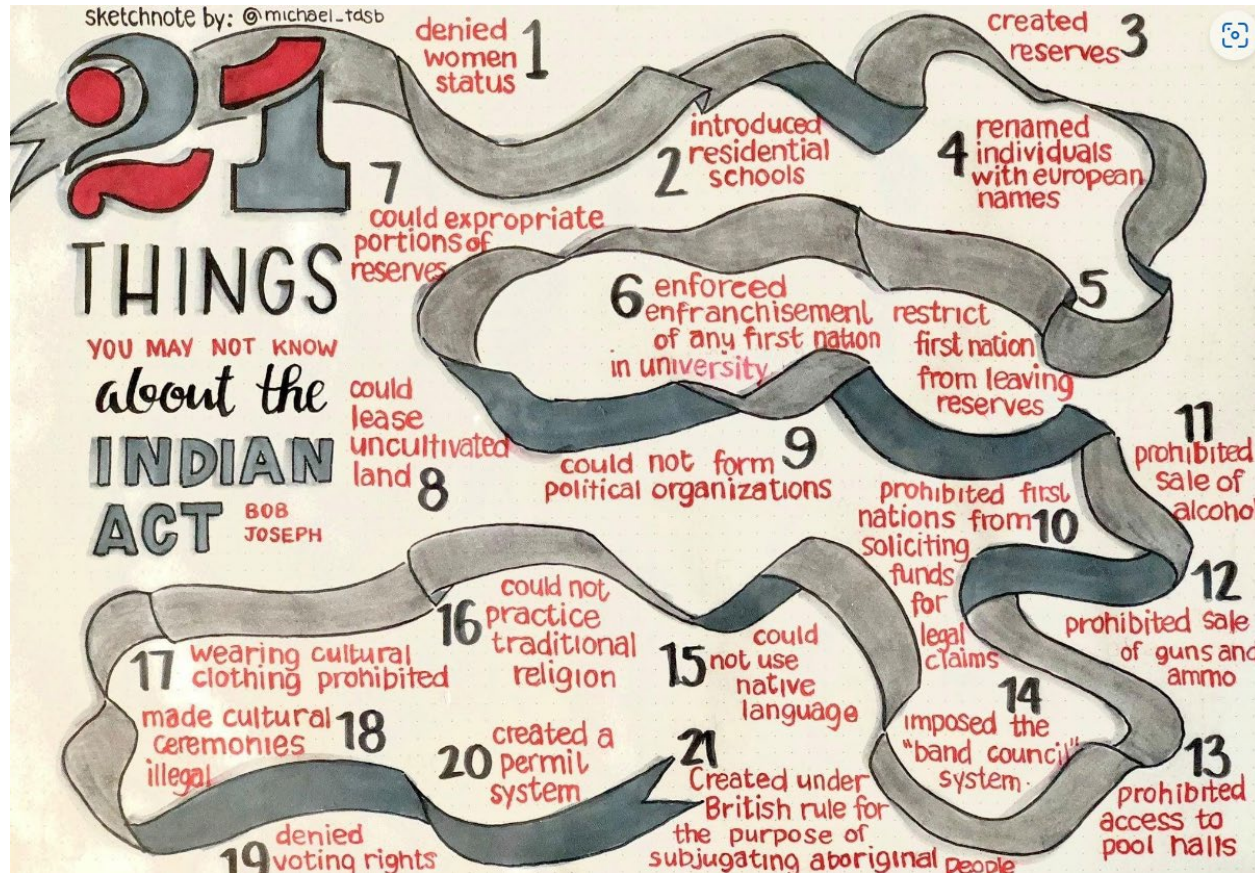 sketchnote by: @michael_tdsb
21
THINGS
YOU MAY NOT KNOW
about the
INDIAN
ACT
BOB
JOSEPH
1
denied
women
status
2
introduced
residential
schools
3
created
reserves
4
renamed
individuals
with european
names
5
restrict
first nation
from leaving
reserves
6
enforced
enfranchisement
of any first nation
in university
7
could expropriate
portions of
reserves
could
lease
uncultivated
land 8
could not form 9
political organizations
prohibited first
nations from 10
soliciting
funds
for
legal
claims
11
prohibited
sale of
alcohol
12
prohibited sale
of guns and
ammo
13
prohibited
access to
pool halls
14
imposed the
"band council"
system.
15
could
not use
native
language
16
could not
practice
traditional
religion
17
wearing cultural
clothing prohibited
made cultural 18
ceremonies
illegal
19
denied
voting rights
20
created a
permit
system
21
Created under
British rule for
the purpose of
subjugating aboriginal people